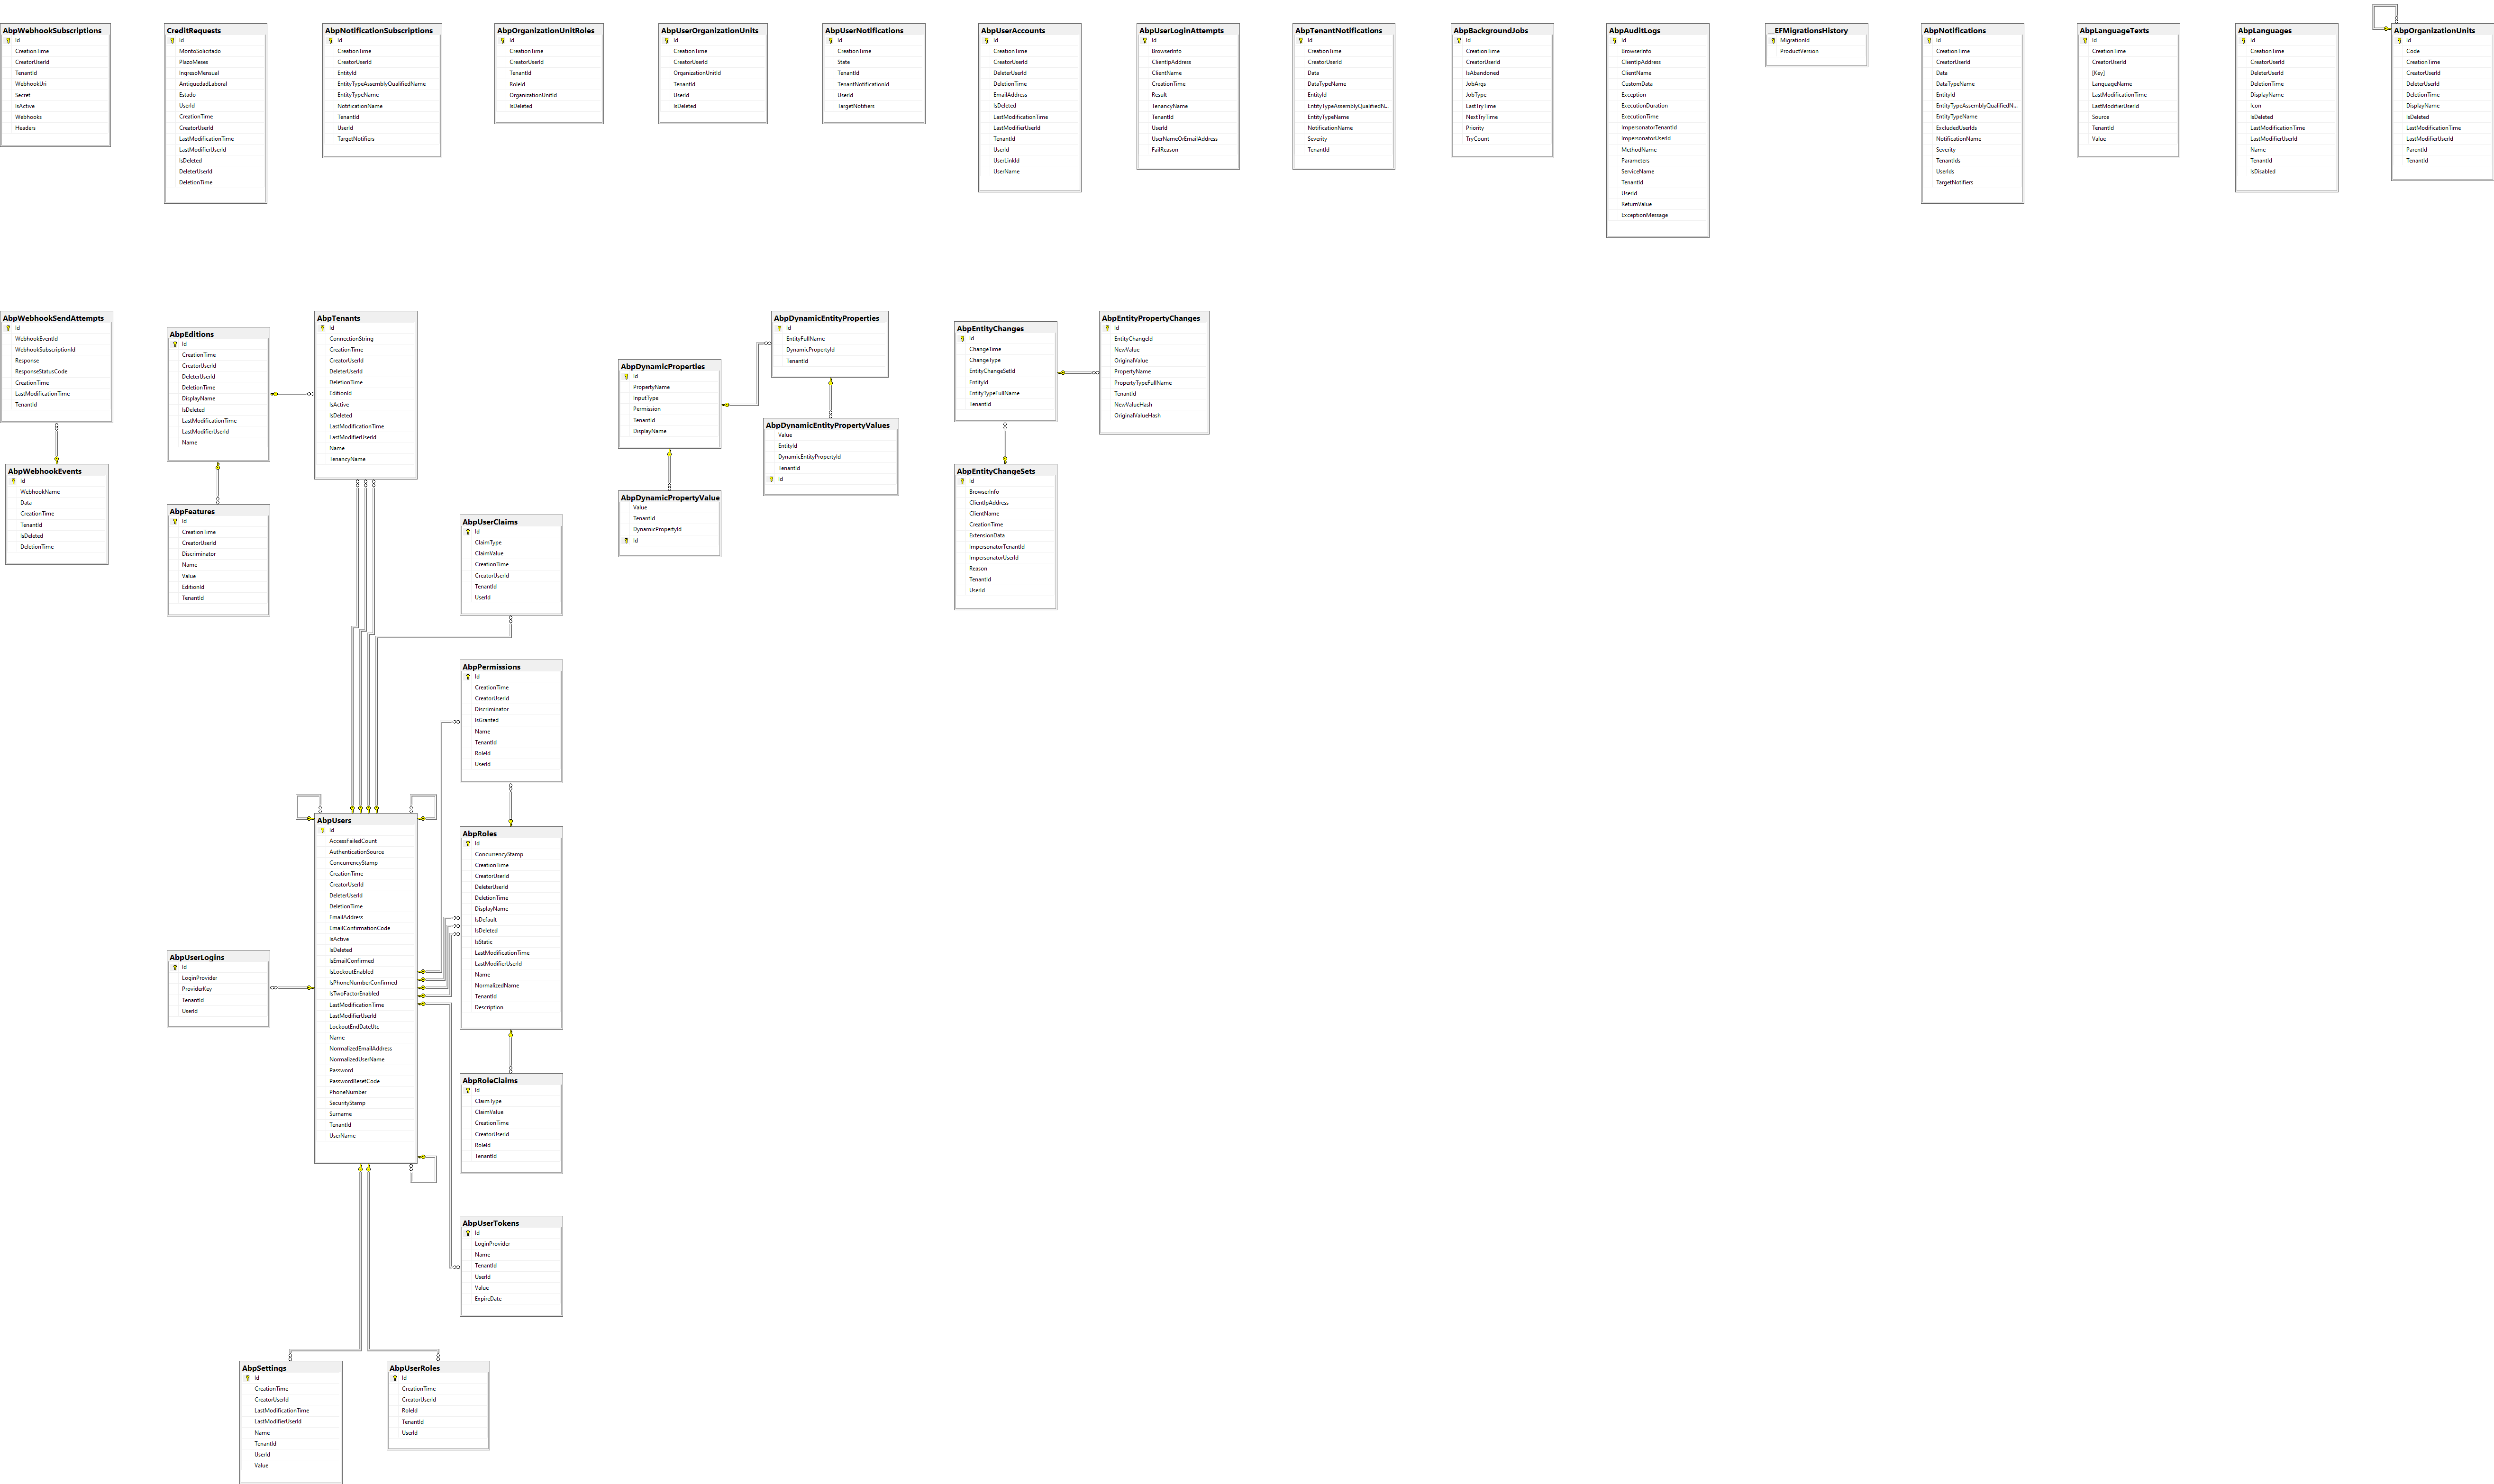 AbpWebhookSubscriptions
Id
CreationTime
CreatorUserId
TenantId
WebhookUri
Secret
IsActive
Webhooks
Headers
CreditRequests
Id
MontoSolicitado
PlazoMeses
IngresoMensual
AntiguedadLaboral
Estado
UserId
CreationTime
CreatorUserId
LastModificationTime
LastModifierUserId
IsDeleted
DeleterUserId
DeletionTime
AbpNotificationSubscriptions
Id
CreationTime
CreatorUserId
EntityId
EntityTypeAssemblyQualifiedName
EntityTypeName
NotificationName
TenantId
UserId
TargetNotifiers
AbpOrganizationUnitRoles
Id
CreationTime
CreatorUserId
TenantId
RoleId
OrganizationUnitId
IsDeleted
AbpUserOrganizationUnits
Id
CreationTime
CreatorUserId
OrganizationUnitId
TenantId
UserId
IsDeleted
AbpUserNotifications
Id
CreationTime
State
TenantId
TenantNotificationId
UserId
TargetNotifiers
AbpUserAccounts
Id
CreationTime
CreatorUserId
DeleterUserId
DeletionTime
EmailAddress
IsDeleted
LastModificationTime
LastModifierUserId
TenantId
UserId
UserLinkId
UserName
AbpUserLoginAttempts
Id
BrowserInfo
ClientIpAddress
ClientName
CreationTime
Result
TenancyName
TenantId
UserId
UserNameOrEmailAddress
FailReason
AbpTenantNotifications
Id
CreationTime
CreatorUserId
Data
DataTypeName
EntityId
EntityTypeAssemblyQualifiedN...
EntityTypeName
NotificationName
Severity
TenantId
AbpBackgroundJobs
Id
CreationTime
CreatorUserId
IsAbandoned
JobArgs
JobType
LastTryTime
NextTryTime
Priority
TryCount
AbpAuditLogs
Id
BrowserInfo
ClientIpAddress
ClientName
CustomData
Exception
ExecutionDuration
ExecutionTime
ImpersonatorTenantId
ImpersonatorUserId
MethodName
Parameters
ServiceName
TenantId
UserId
ReturnValue
ExceptionMessage
__EFMigrationsHistory
MigrationId
ProductVersion
AbpNotifications
Id
CreationTime
CreatorUserId
Data
DataTypeName
EntityId
EntityTypeAssemblyQualifiedN...
EntityTypeName
ExcludedUserIds
NotificationName
Severity
TenantIds
UserIds
TargetNotifiers
AbpLanguageTexts
Id
CreationTime
CreatorUserId
[Key]
LanguageName
LastModificationTime
LastModifierUserId
Source
TenantId
Value
AbpLanguages
Id
CreationTime
CreatorUserId
DeleterUserId
DeletionTime
DisplayName
Icon
IsDeleted
LastModificationTime
LastModifierUserId
Name
TenantId
IsDisabled
AbpOrganizationUnits
Id
Code
CreationTime
CreatorUserId
DeleterUserId
DeletionTime
DisplayName
IsDeleted
LastModificationTime
LastModifierUserId
ParentId
TenantId
AbpWebhookSendAttempts
Id
WebhookEventId
WebhookSubscriptionId
Response
ResponseStatusCode
CreationTime
LastModificationTime
TenantId
AbpEditions
Id
CreationTime
CreatorUserId
DeleterUserId
DeletionTime
DisplayName
IsDeleted
LastModificationTime
LastModifierUserId
Name
AbpTenants
Id
ConnectionString
CreationTime
CreatorUserId
DeleterUserId
DeletionTime
EditionId
IsActive
IsDeleted
LastModificationTime
LastModifierUserId
Name
TenancyName
AbpDynamicProperties
Id
PropertyName
InputType
Permission
TenantId
DisplayName
AbpDynamicEntityProperties
Id
EntityFullName
DynamicPropertyId
TenantId
AbpDynamicEntityPropertyValues
Value
EntityId
DynamicEntityPropertyId
TenantId
Id
AbpEntityChanges
Id
ChangeTime
ChangeType
EntityChangeSetId
EntityId
EntityTypeFullName
TenantId
AbpEntityPropertyChanges
Id
EntityChangeId
NewValue
OriginalValue
PropertyName
PropertyTypeFullName
TenantId
NewValueHash
OriginalValueHash
AbpWebhookEvents
Id
WebhookName
Data
CreationTime
TenantId
IsDeleted
DeletionTime
AbpFeatures
Id
CreationTime
CreatorUserId
Discriminator
Name
Value
EditionId
TenantId
AbpDynamicPropertyValue
Value
TenantId
DynamicPropertyId
Id
AbpEntityChangeSets
Id
BrowserInfo
ClientIpAddress
ClientName
CreationTime
ExtensionData
ImpersonatorTenantId
ImpersonatorUserId
Reason
TenantId
UserId
AbpUserClaims
Id
ClaimType
ClaimValue
CreationTime
CreatorUserId
TenantId
UserId
AbpPermissions
Id
CreationTime
CreatorUserId
Discriminator
IsGranted
Name
TenantId
RoleId
UserId
AbpUsers
Id
AccessFailedCount
AuthenticationSource
ConcurrencyStamp
CreationTime
CreatorUserId
DeleterUserId
DeletionTime
EmailAddress
EmailConfirmationCode
IsActive
IsDeleted
IsEmailConfirmed
IsLockoutEnabled
IsPhoneNumberConfirmed
IsTwoFactorEnabled
LastModificationTime
LastModifierUserId
LockoutEndDateUtc
Name
NormalizedEmailAddress
NormalizedUserName
Password
PasswordResetCode
PhoneNumber
SecurityStamp
Surname
TenantId
UserName
AbpRoles
Id
ConcurrencyStamp
CreationTime
CreatorUserId
DeleterUserId
DeletionTime
DisplayName
IsDefault
IsDeleted
IsStatic
LastModificationTime
LastModifierUserId
Name
NormalizedName
TenantId
Description
AbpUserLogins
Id
LoginProvider
ProviderKey
TenantId
UserId
AbpRoleClaims
Id
ClaimType
ClaimValue
CreationTime
CreatorUserId
RoleId
TenantId
AbpUserTokens
Id
LoginProvider
Name
TenantId
UserId
Value
ExpireDate
AbpSettings
Id
CreationTime
CreatorUserId
LastModificationTime
LastModifierUserId
Name
TenantId
UserId
Value
AbpUserRoles
Id
CreationTime
CreatorUserId
RoleId
TenantId
UserId